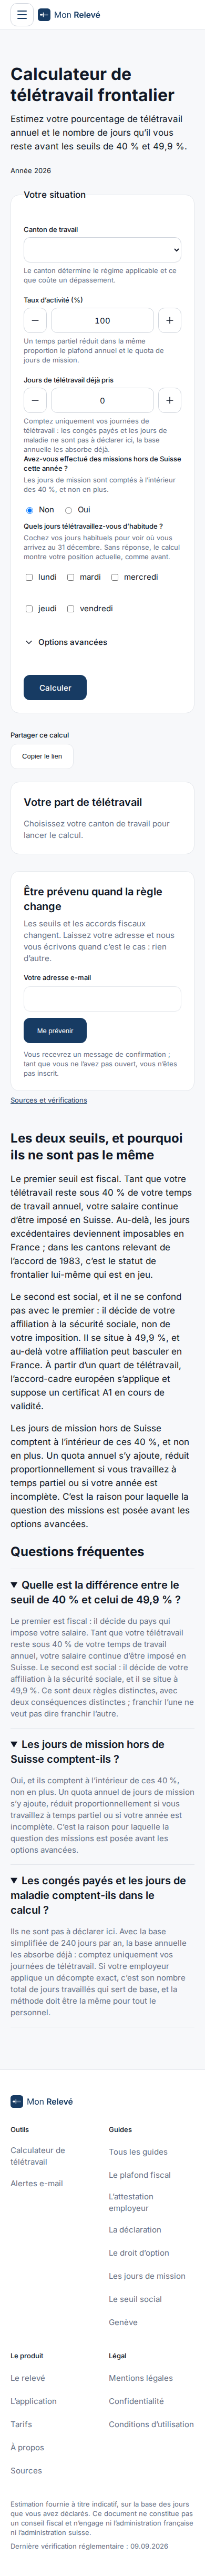 Mon Relevé
Calculateur de
télétravail frontalier
Estimez votre pourcentage de télétravail
annuel et le nombre de jours qu’il vous
reste avant les seuils de 40 % et 49,9 %.
Année 2026
Votre situation
Canton de travail
Le canton détermine le régime applicable et ce
que coûte un dépassement.
Taux d’activité (%)
100
Un temps partiel réduit dans la même
proportion le plafond annuel et le quota de
jours de mission.
Jours de télétravail déjà pris
0
Comptez uniquement vos journées de
télétravail : les congés payés et les jours de
maladie ne sont pas à déclarer ici, la base
annuelle les absorbe déjà.
Avez-vous effectué des missions hors de Suisse
cette année ?
Les jours de mission sont comptés à l’intérieur
des 40 %, et non en plus.
Non
Oui
Quels jours télétravaillez-vous d’habitude ?
Cochez vos jours habituels pour voir où vous
arrivez au 31 décembre. Sans réponse, le calcul
montre votre position actuelle, comme avant.
lundi
mardi
mercredi
jeudi
vendredi
Options avancées
Calculer
Partager ce calcul
Copier le lien
Votre part de télétravail
Choisissez votre canton de travail pour
lancer le calcul.
Être prévenu quand la règle
change
Les seuils et les accords fiscaux
changent. Laissez votre adresse et nous
vous écrivons quand c’est le cas : rien
d’autre.
Votre adresse e-mail
Me prévenir
Vous recevrez un message de confirmation ;
tant que vous ne l’avez pas ouvert, vous n’êtes
pas inscrit.
Sources et vérifications
Les deux seuils, et pourquoi
ils ne sont pas le même
Le premier seuil est fiscal. Tant que votre
télétravail reste sous 40 % de votre temps
de travail annuel, votre salaire continue
d’être imposé en Suisse. Au-delà, les jours
excédentaires deviennent imposables en
France ; dans les cantons relevant de
l’accord de 1983, c’est le statut de
frontalier lui-même qui est en jeu.
Le second est social, et il ne se confond
pas avec le premier : il décide de votre
affiliation à la sécurité sociale, non de
votre imposition. Il se situe à 49,9 %, et
au-delà votre affiliation peut basculer en
France. À partir d’un quart de télétravail,
l’accord-cadre européen s’applique et
suppose un certificat A1 en cours de
validité.
Les jours de mission hors de Suisse
comptent à l’intérieur de ces 40 %, et non
en plus. Un quota annuel s’y ajoute, réduit
proportionnellement si vous travaillez à
temps partiel ou si votre année est
incomplète. C’est la raison pour laquelle la
question des missions est posée avant les
options avancées.
Questions fréquentes
Quelle est la différence entre le
seuil de 40 % et celui de 49,9 % ?
Le premier est fiscal : il décide du pays qui
impose votre salaire. Tant que votre télétravail
reste sous 40 % de votre temps de travail
annuel, votre salaire continue d’être imposé en
Suisse. Le second est social : il décide de votre
affiliation à la sécurité sociale, et il se situe à
49,9 %. Ce sont deux règles distinctes, avec
deux conséquences distinctes ; franchir l’une ne
veut pas dire franchir l’autre.
Les jours de mission hors de
Suisse comptent-ils ?
Oui, et ils comptent à l’intérieur de ces 40 %,
non en plus. Un quota annuel de jours de mission
s’y ajoute, réduit proportionnellement si vous
travaillez à temps partiel ou si votre année est
incomplète. C’est la raison pour laquelle la
question des missions est posée avant les
options avancées.
Les congés payés et les jours de
maladie comptent-ils dans le
calcul ?
Ils ne sont pas à déclarer ici. Avec la base
simplifiée de 240 jours par an, la base annuelle
les absorbe déjà : comptez uniquement vos
journées de télétravail. Si votre employeur
applique un décompte exact, c’est son nombre
total de jours travaillés qui sert de base, et la
méthode doit être la même pour tout le
personnel.
Mon Relevé
Outils
Calculateur de
télétravail
Alertes e-mail
Guides
Tous les guides
Le plafond fiscal
L’attestation
employeur
La déclaration
Le droit d’option
Les jours de mission
Le seuil social
Genève
Le produit
Le relevé
L’application
Tarifs
À propos
Sources
Légal
Mentions légales
Confidentialité
Conditions d’utilisation
Estimation fournie à titre indicatif, sur la base des jours
que vous avez déclarés. Ce document ne constitue pas
un conseil fiscal et n’engage ni l’administration française
ni l’administration suisse.
Dernière vérification réglementaire : 09.09.2026